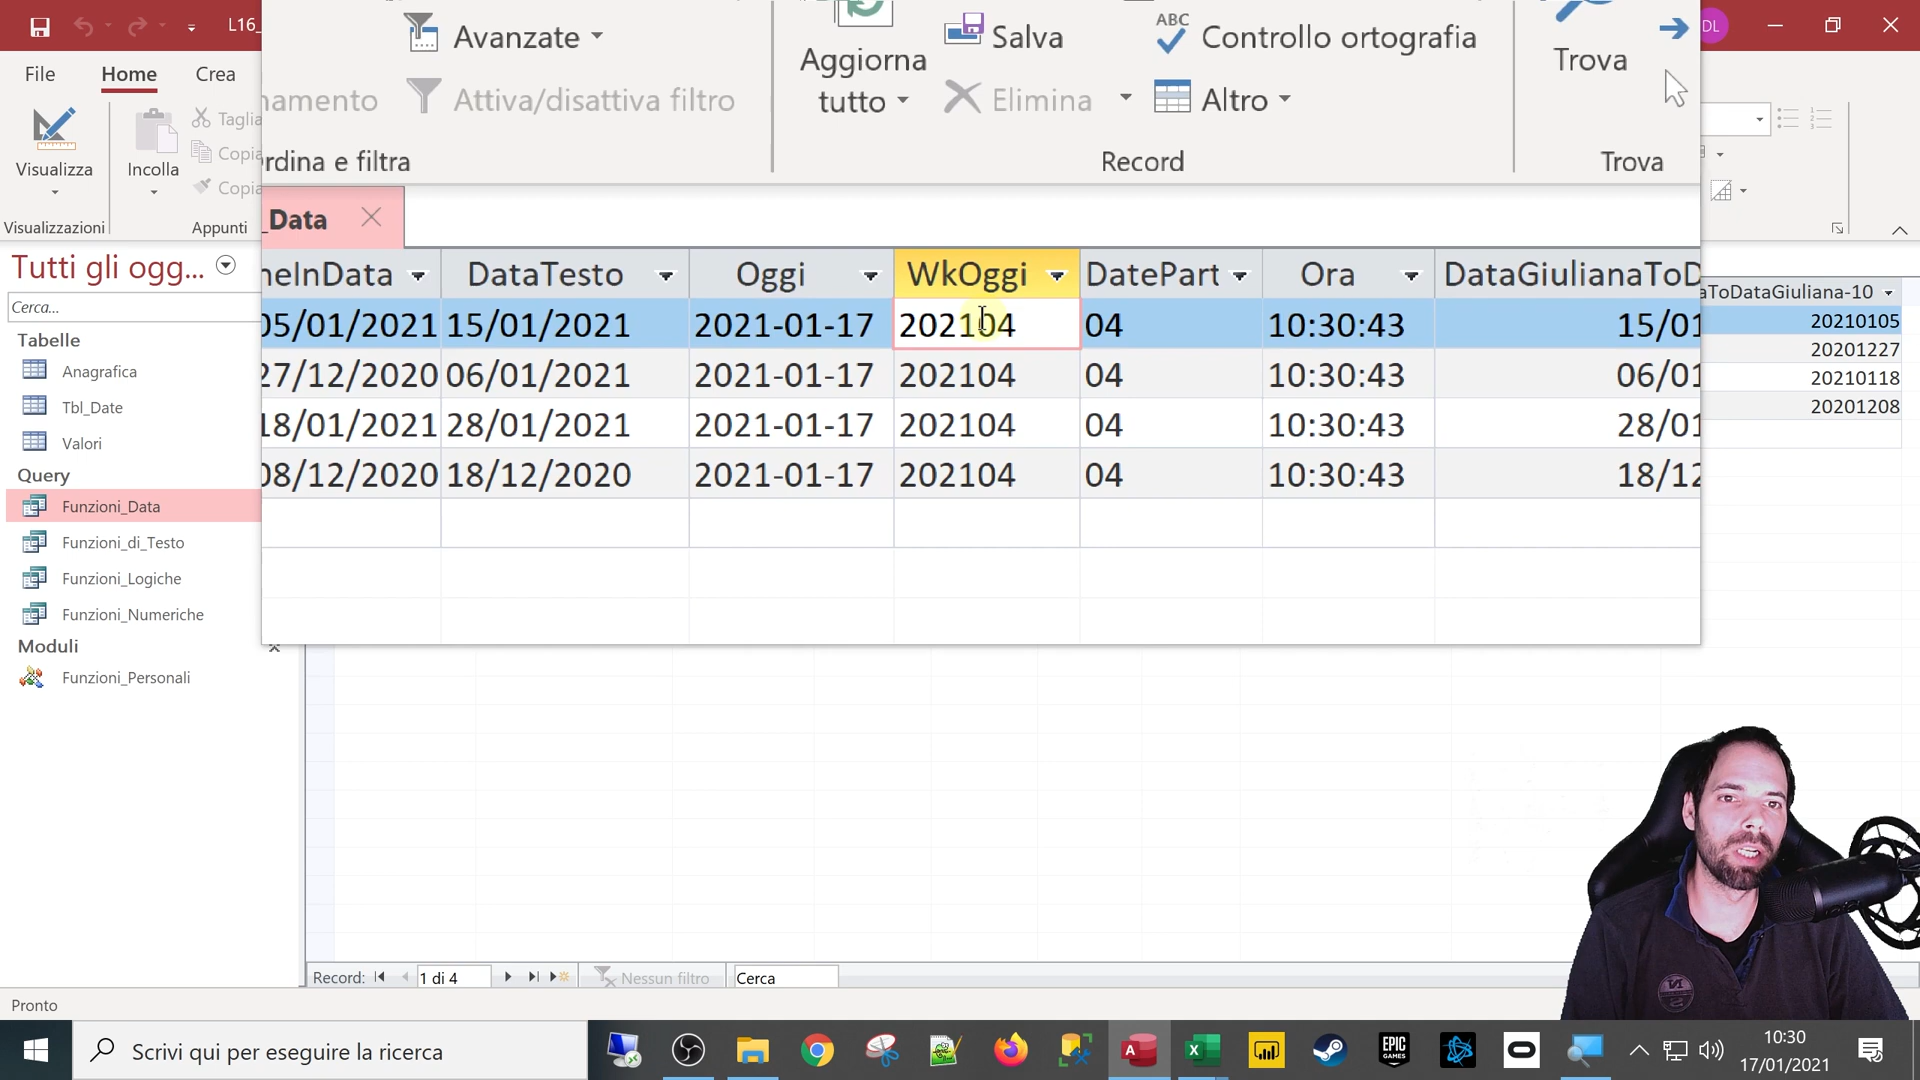 L16_
DL
File
Home
Crea
Visualizza
Incolla
Taglia
Copia
Copia
Visualizzazioni
Appunti
Avanzate
namento
Attiva/disattiva filtro
rdina e filtra
Aggiorna
tutto
Salva
Elimina
ABC
Controllo ortografia
Altro
Record
Trova
Trova
Tutti gli ogg...
Cerca...
Tabelle
Anagrafica
Tbl_Date
Valori
Query
Funzioni_Data
Funzioni_di_Testo
Funzioni_Logiche
Funzioni_Numeriche
Moduli
Funzioni_Personali
_Data
neInData DataTesto Oggi WkOggi DatePart Ora DataGiulianaToD
05/01/2021 15/01/2021 2021-01-17 202104 04 10:30:43 15/01
27/12/2020 06/01/2021 2021-01-17 202104 04 10:30:43 06/01
18/01/2021 28/01/2021 2021-01-17 202104 04 10:30:43 28/01
08/12/2020 18/12/2020 2021-01-17 202104 04 10:30:43 18/12
aToDataGiuliana-10
20210105
20201227
20210118
20201208
Record: 1 di 4 Nessun filtro Cerca
Pronto
Scrivi qui per eseguire la ricerca
EPIC
GAMES
10:30
17/01/2021